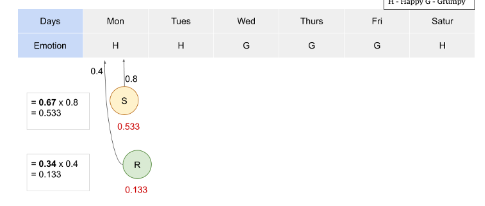 H - Happy G - Grumpy
Days Mon Tues Wed Thurs Fri Satur
Emotion H H G G G H
0.4
0.8
= 0.67 x 0.8
= 0.533
S
0.533
= 0.34 x 0.4
= 0.133
R
0.133